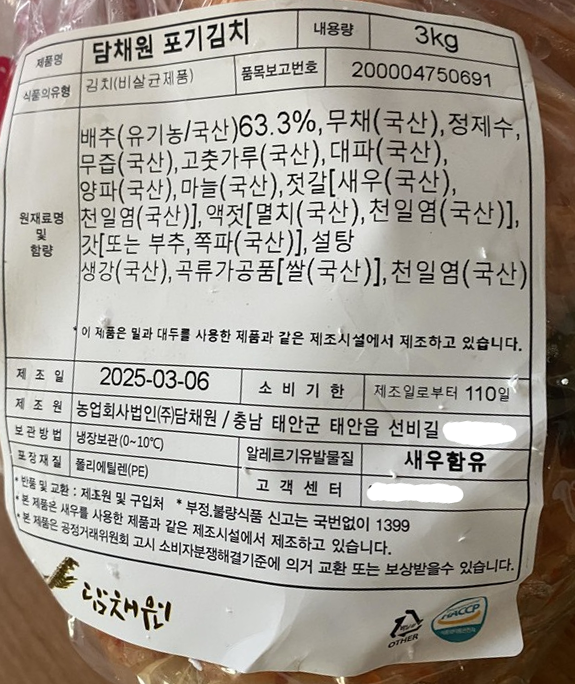 제품명 담채원 포기김치 내용량 3kg
식품의유형 김치(비살균제품) 품목보고번호 200004750691
원재료명 및 함량
배추(유기농/국산)63.3%,무채(국산),정제수,
무즙(국산),고춧가루(국산),대파(국산),
양파(국산),마늘(국산),젓갈[새우(국산),
천일염(국산)],액젓[멸치(국산),천일염(국산)],
갓[또는 부추,쪽파(국산)],설탕
생강(국산),곡류가공품[쌀(국산)],천일염(국산)
* 이 제품은 밀과 대두를 사용한 제품과 같은 제조시설에서 제조하고 있습니다.
제 조 일 2025-03-06 소 비 기 한 제조일로부터 110일
제 조 원 농업회사법인(주)담채원 / 충남 태안군 태안읍 선비길
보관방법 냉장보관(0~10℃) 알레르기유발물질 새우함유
포장재질 폴리에틸렌(PE) 고 객 센 터
* 반품 및 교환 : 제조원 및 구입처 * 부정,불량식품 신고는 국번없이 1399
* 본 제품은 새우를 사용한 제품과 같은 제조시설에서 제조하고 있습니다.
* 본 제품은 공정거래위원회 고시 소비자분쟁해결기준에 의거 교환 또는 보상받을수 있습니다.
담채원
OTHER
HACCP